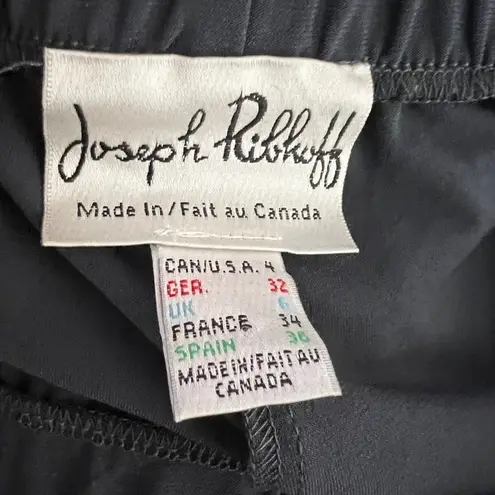 Joseph Ribkoff
Made In/Fait au Canada
CAN/U.S.A. 4
GER. 32
UK 6
FRANCE 34
SPAIN 36
MADE IN/FAIT AU
CANADA